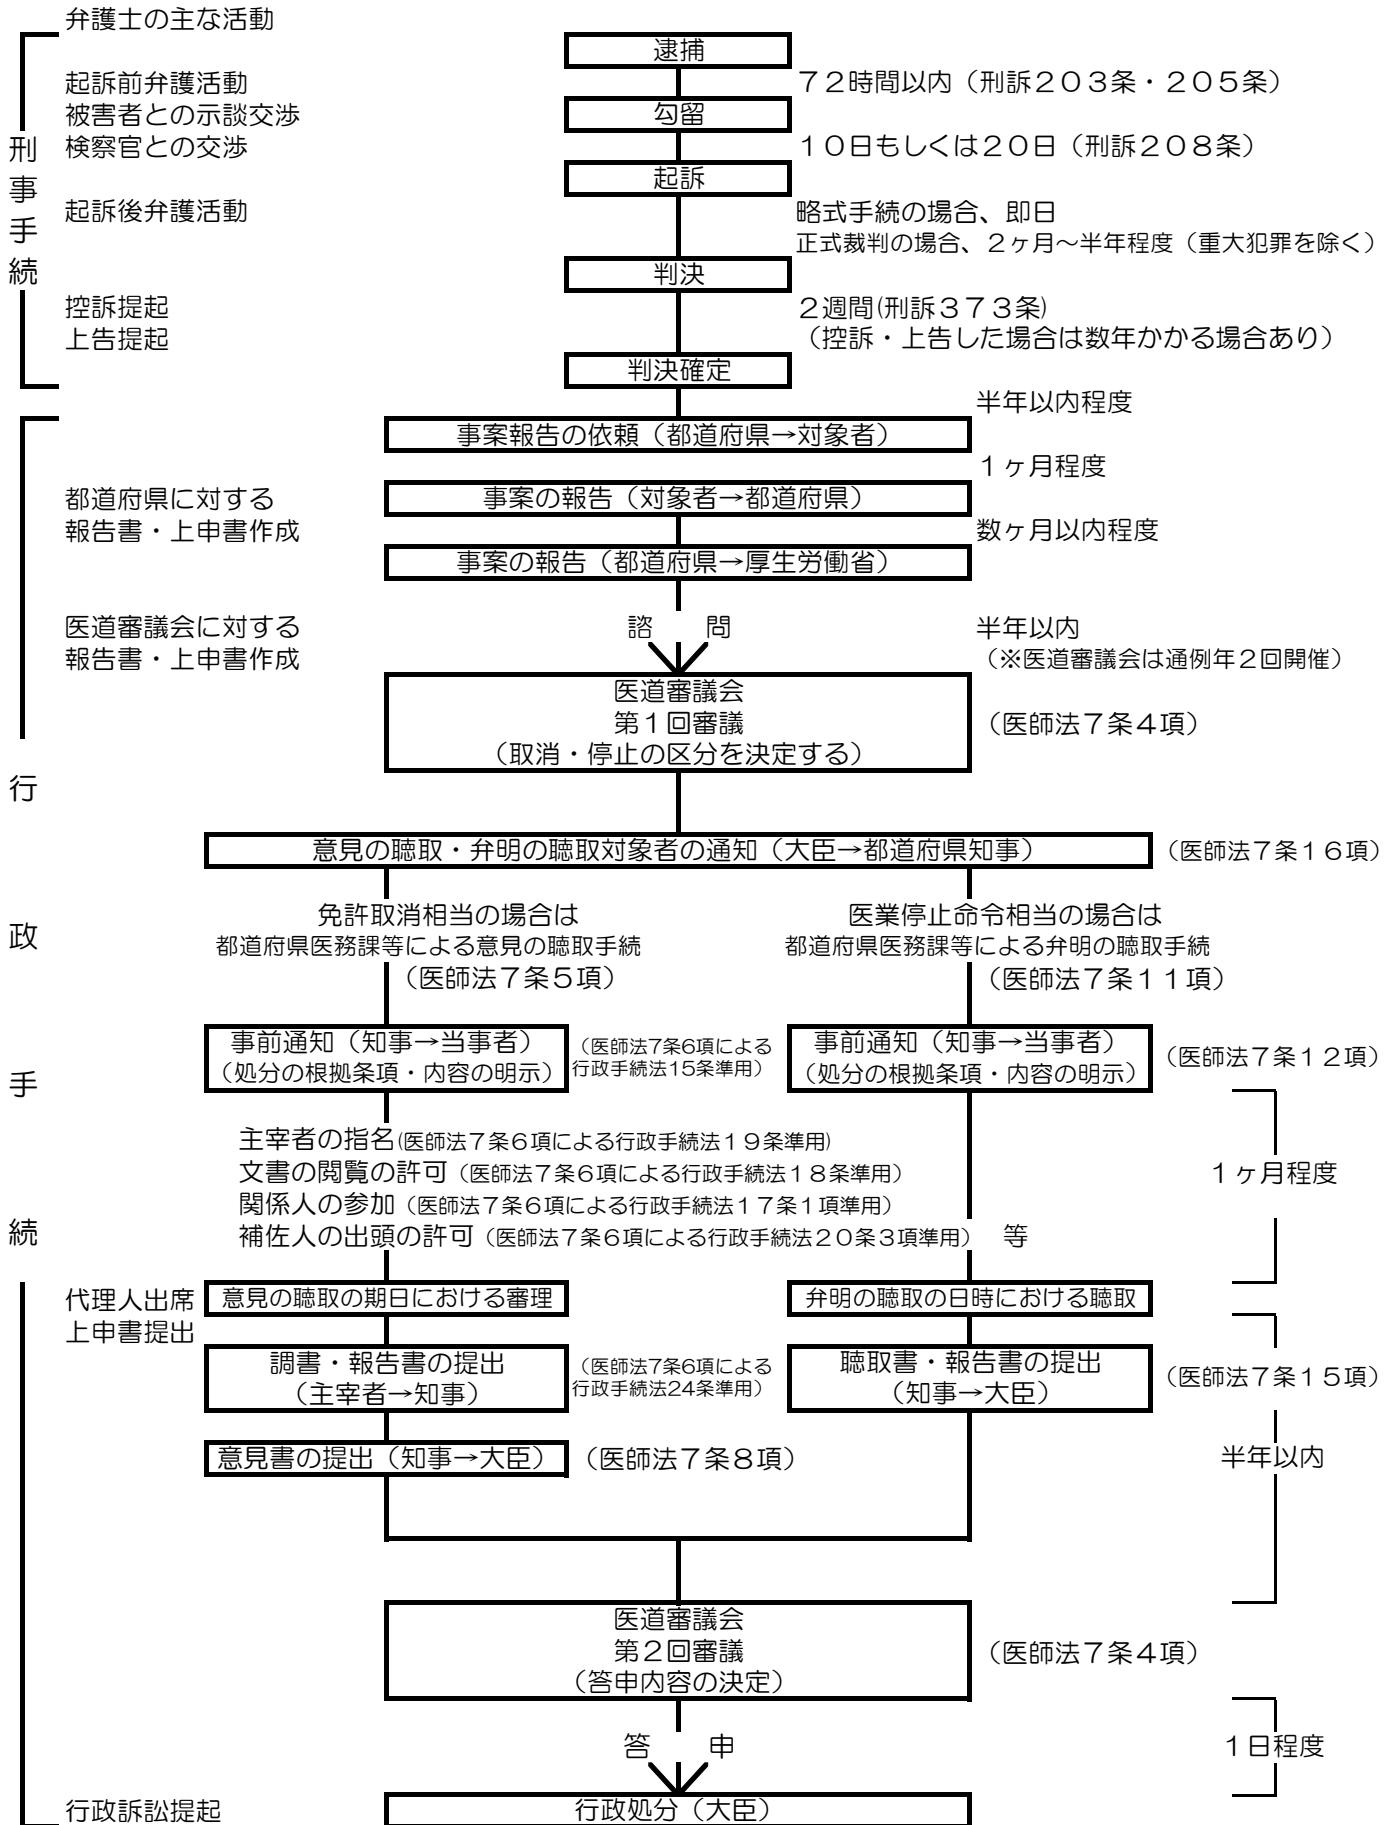 弁護士の主な活動
逮捕
起訴前弁護活動
７２時間以内（刑訴２０３条・２０５条）
被害者との示談交渉
勾留
検察官との交渉
１０日もしくは２０日（刑訴２０８条）
刑事手続
起訴
起訴後弁護活動
略式手続の場合、即日
正式裁判の場合、２ヶ月～半年程度（重大犯罪を除く）
判決
控訴提起
２週間(刑訴３７３条)
上告提起
（控訴・上告した場合は数年かかる場合あり）
判決確定
半年以内程度
事案報告の依頼（都道府県→対象者）
１ヶ月程度
都道府県に対する
報告書・上申書作成
事案の報告（対象者→都道府県）
数ヶ月以内程度
事案の報告（都道府県→厚生労働省）
医道審議会に対する
報告書・上申書作成
諮　問
半年以内
（※医道審議会は通例年２回開催）
医道審議会
第１回審議
（取消・停止の区分を決定する）
（医師法７条４項）
行政手続
意見の聴取・弁明の聴取対象者の通知（大臣→都道府県知事）
（医師法７条１６項）
免許取消相当の場合は
都道府県医務課等による意見の聴取手続
（医師法７条５項）
医業停止命令相当の場合は
都道府県医務課等による弁明の聴取手続
（医師法７条１１項）
事前通知（知事→当事者）
（処分の根拠条項・内容の明示）
（医師法7条6項による
行政手続法15条準用）
事前通知（知事→当事者）
（処分の根拠条項・内容の明示）
（医師法７条１２項）
主宰者の指名(医師法７条６項による行政手続法１９条準用)
文書の閲覧の許可（医師法７条６項による行政手続法１８条準用）
関係人の参加（医師法７条６項による行政手続法１７条１項準用）
補佐人の出頭の許可（医師法７条６項による行政手続法２０条３項準用）　等
１ヶ月程度
代理人出席
上申書提出
意見の聴取の期日における審理
弁明の聴取の日時における聴取
調書・報告書の提出
（主宰者→知事）
（医師法7条6項による
行政手続法24条準用）
聴取書・報告書の提出
（知事→大臣）
（医師法７条１５項）
意見書の提出（知事→大臣）
（医師法７条８項）
半年以内
医道審議会
第２回審議
（答申内容の決定）
（医師法７条４項）
答　申
１日程度
行政訴訟提起
行政処分（大臣）